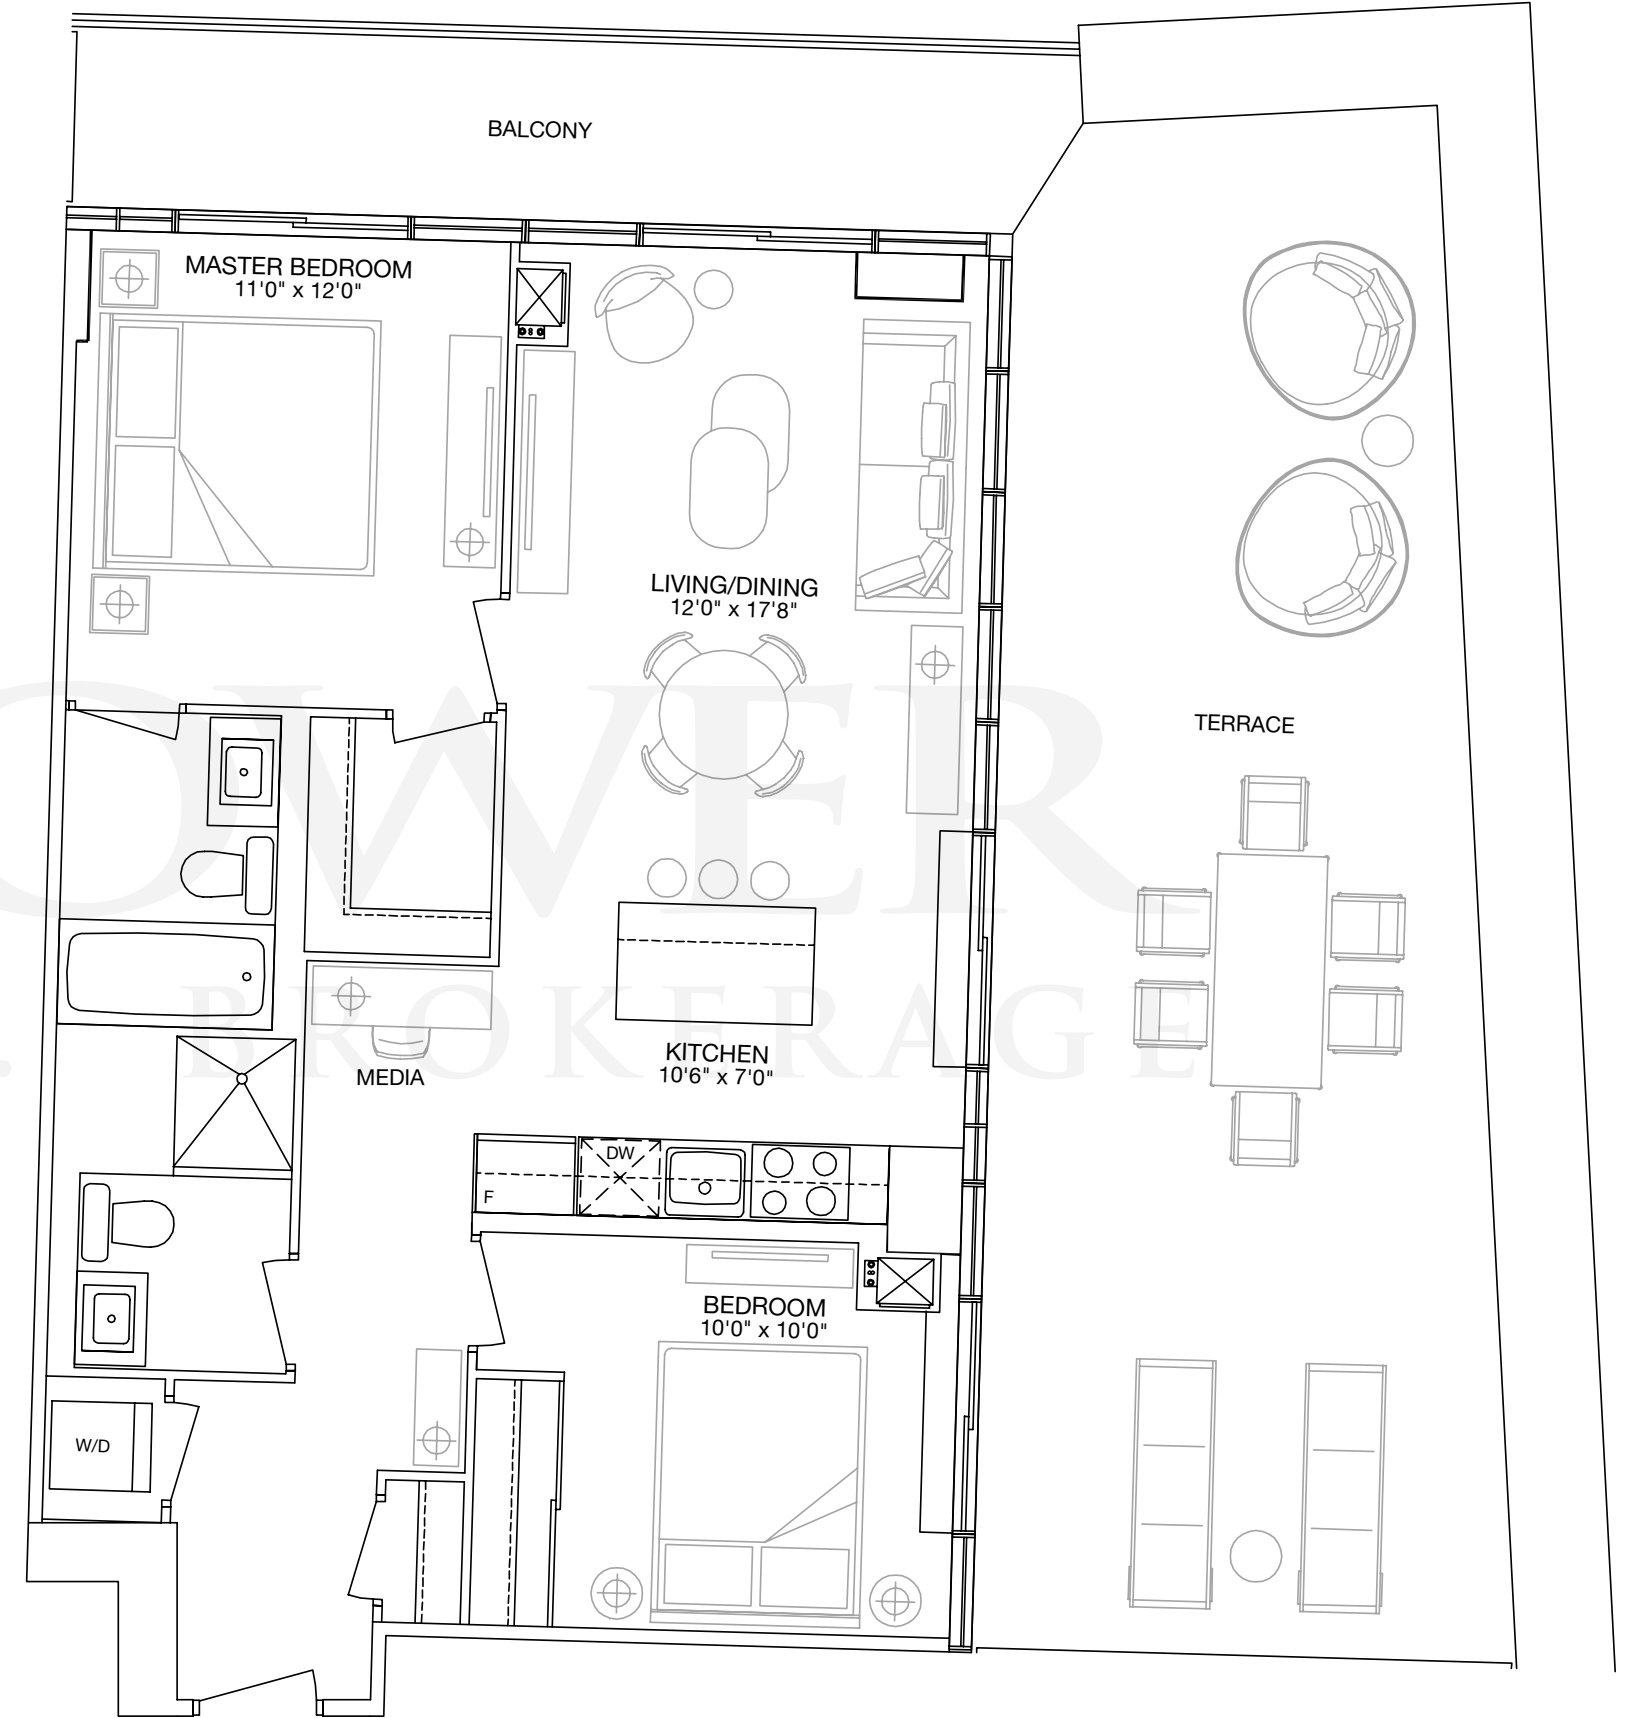 BALCONY
MASTER BEDROOM
11'0" x 12'0"
LIVING/DINING
12'0" x 17'8"
TERRACE
OWER
BROKERAGE
KITCHEN
10'6" x 7'0"
MEDIA
DW
F
BEDROOM
10'0" x 10'0"
W/D